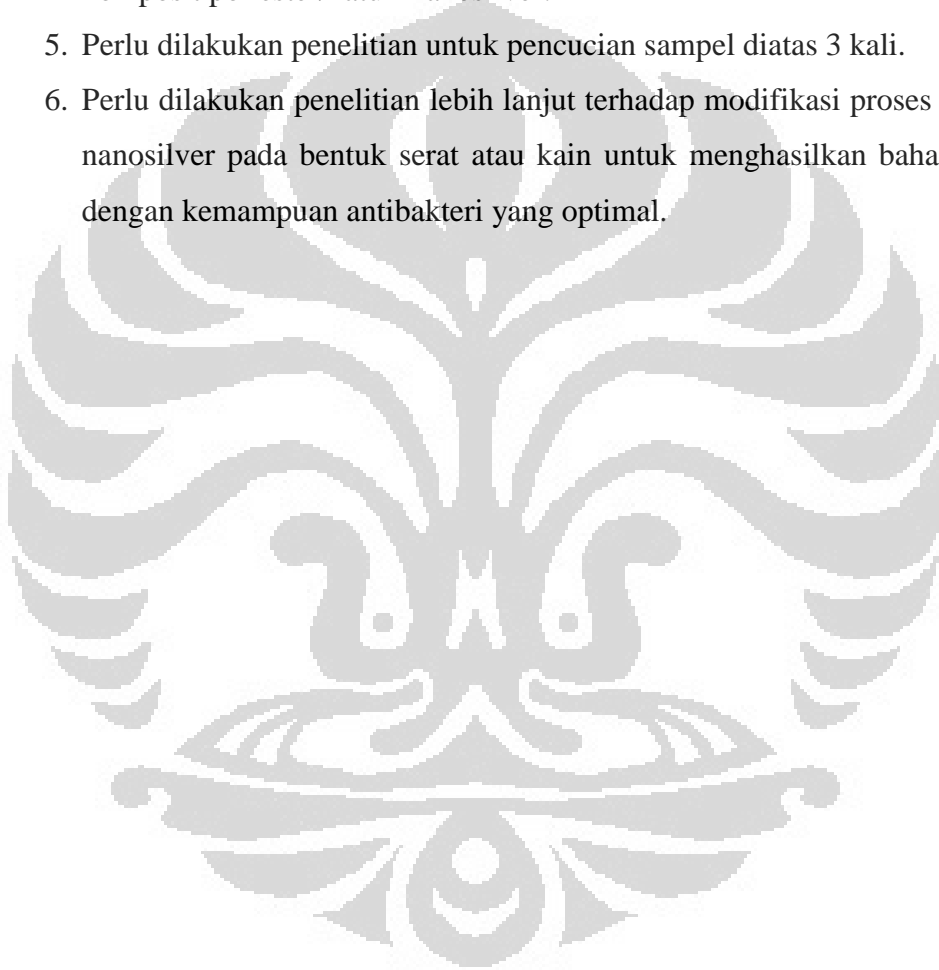 5. Perlu dilakukan penelitian untuk pencucian sampel diatas 3 kali.
6. Perlu dilakukan penelitian lebih lanjut terhadap modifikasi proses
nanosilver pada bentuk serat atau kain untuk menghasilkan baha
dengan kemampuan antibakteri yang optimal.